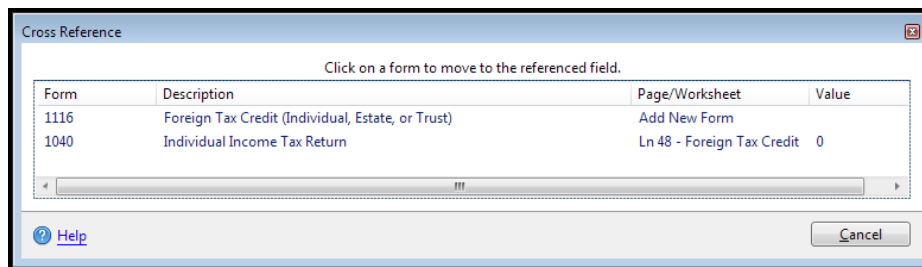 Cross Reference
Click on a form to move to the referenced field.
Form Description Page/Worksheet Value
1116 Foreign Tax Credit (Individual, Estate, or Trust) Add New Form
1040 Individual Income Tax Return Ln 48 - Foreign Tax Credit 0
Help Cancel